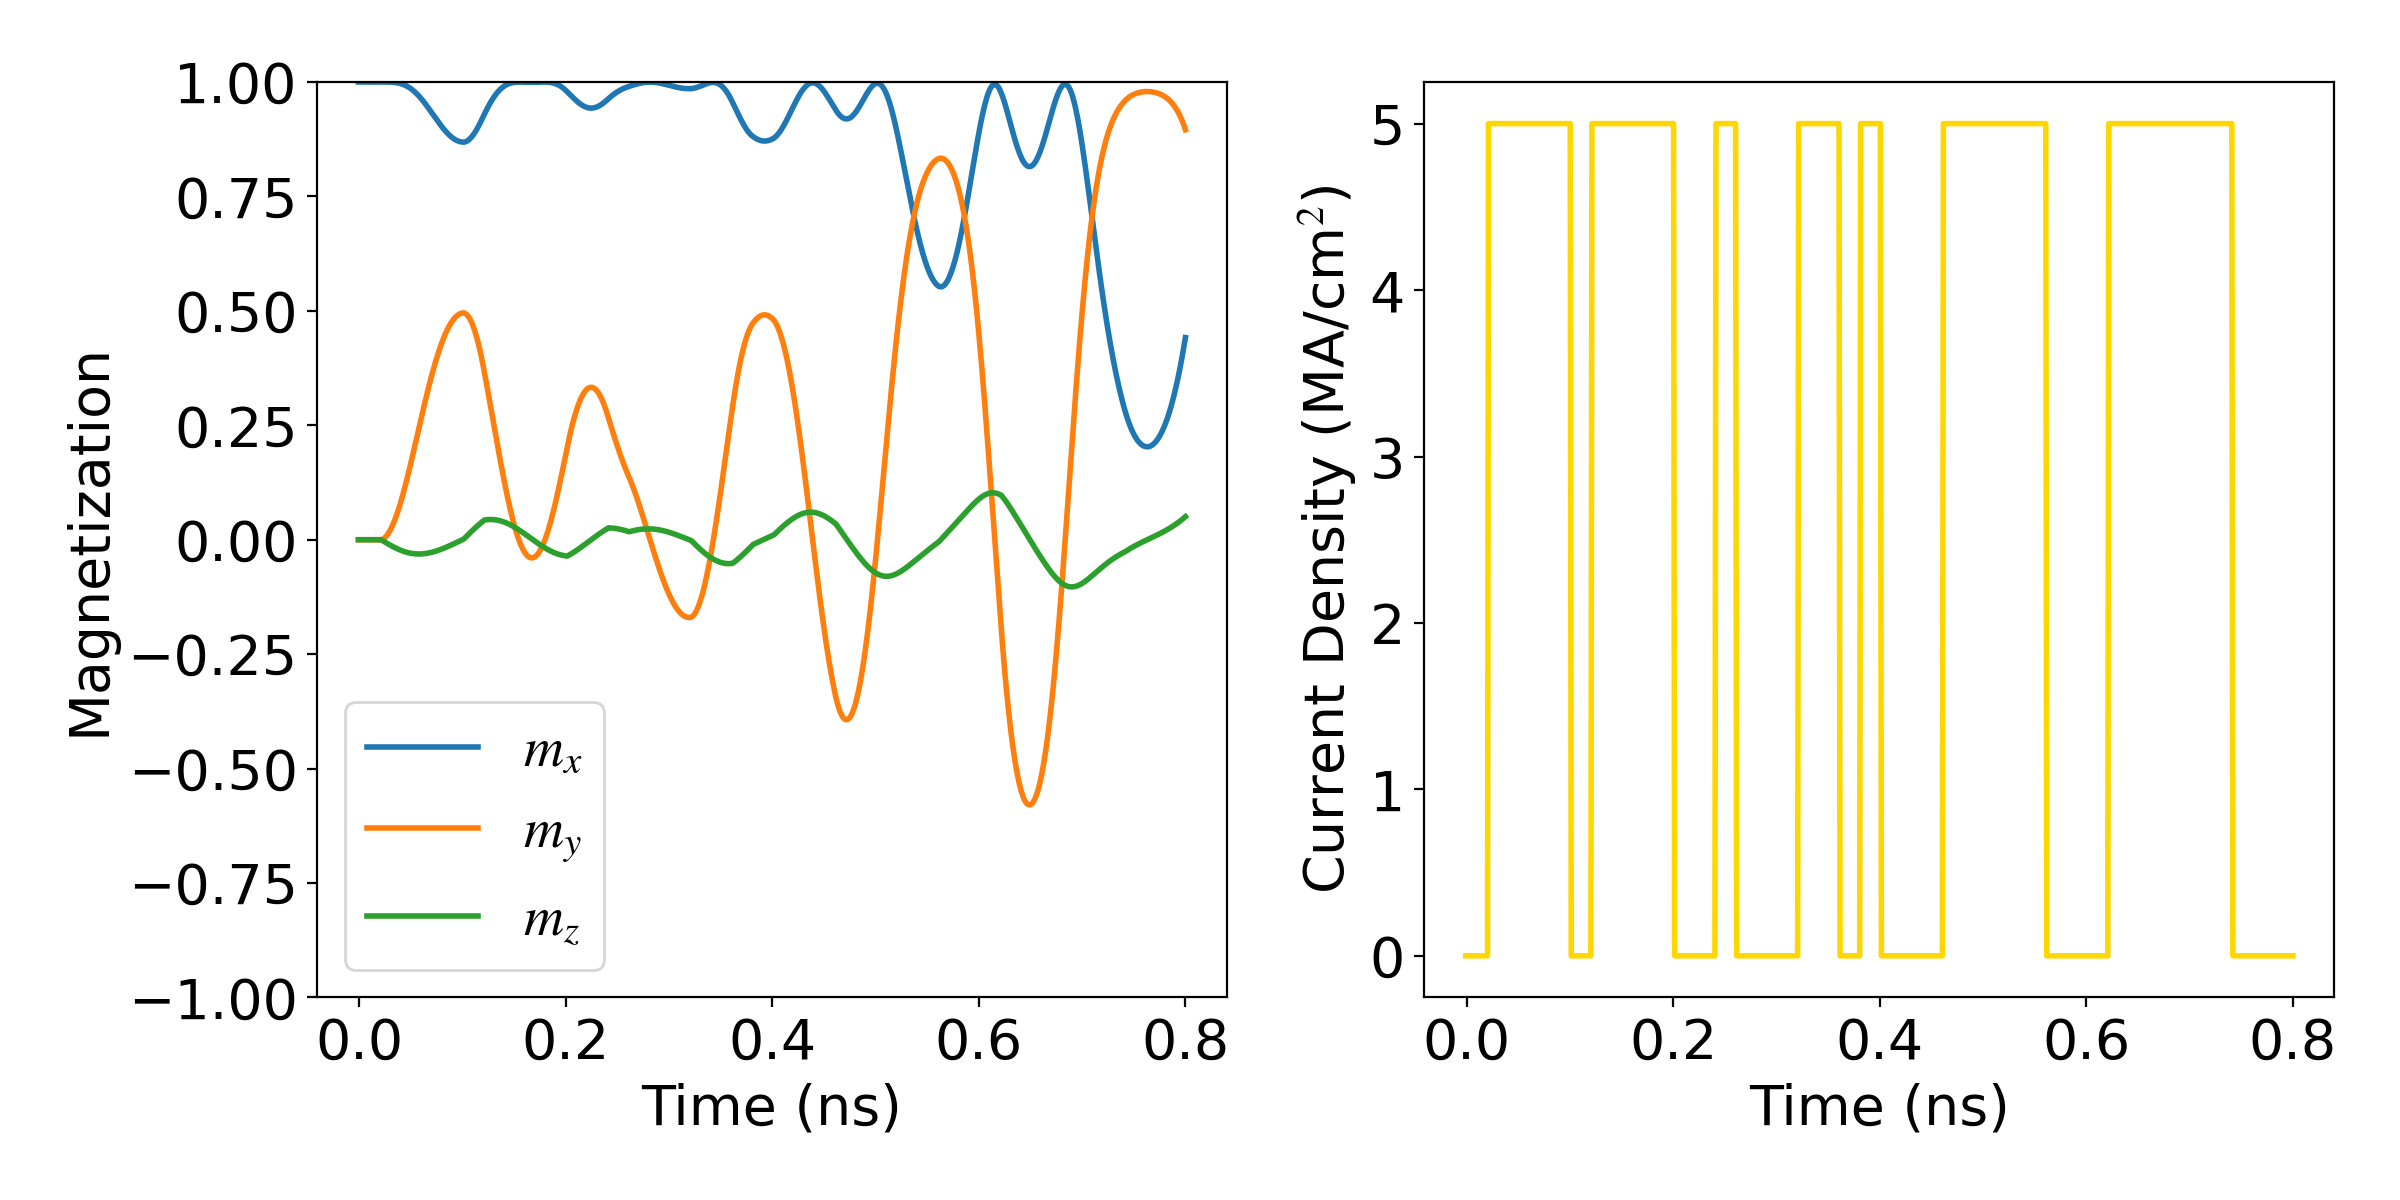 1.00
0.75
0.50
0.25
0.00
−0.25
−0.50
−0.75
−1.00
Magnetization
m_x
m_y
m_z
0.0 0.2 0.4 0.6 0.8
Time (ns)
5
4
3
2
1
0
Current Density (MA/cm²)
0.0 0.2 0.4 0.6 0.8
Time (ns)